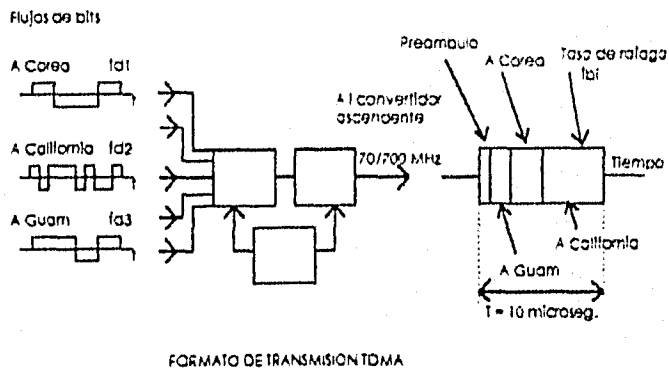 Flujos de bits
A Corea fd1
A California fd2
A Guam fd3
Al convertidor
ascendente
70/700 MHz
Preambulo
A Corea
Tasa de rafaga
fbi
Tiempo
A Guam
A California
T = 10 microseg.
FORMATO DE TRANSMISION TDMA